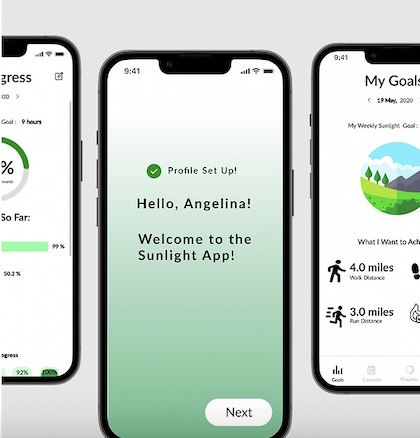 gress
020 >
Goal : 9 hours
%
So Far:
99 %
50.2 %
ogress
92% 100%
9:41
Profile Set Up!
Hello, Angelina!
Welcome to the
Sunlight App!
Next
9:41
My Goals
< 19 May, 2020
My Weekly Sunlight Goal :
What I Want to Ach
4.0 miles
Walk Distance
3.0 miles
Run Distance
Goals
Calendar
Progress